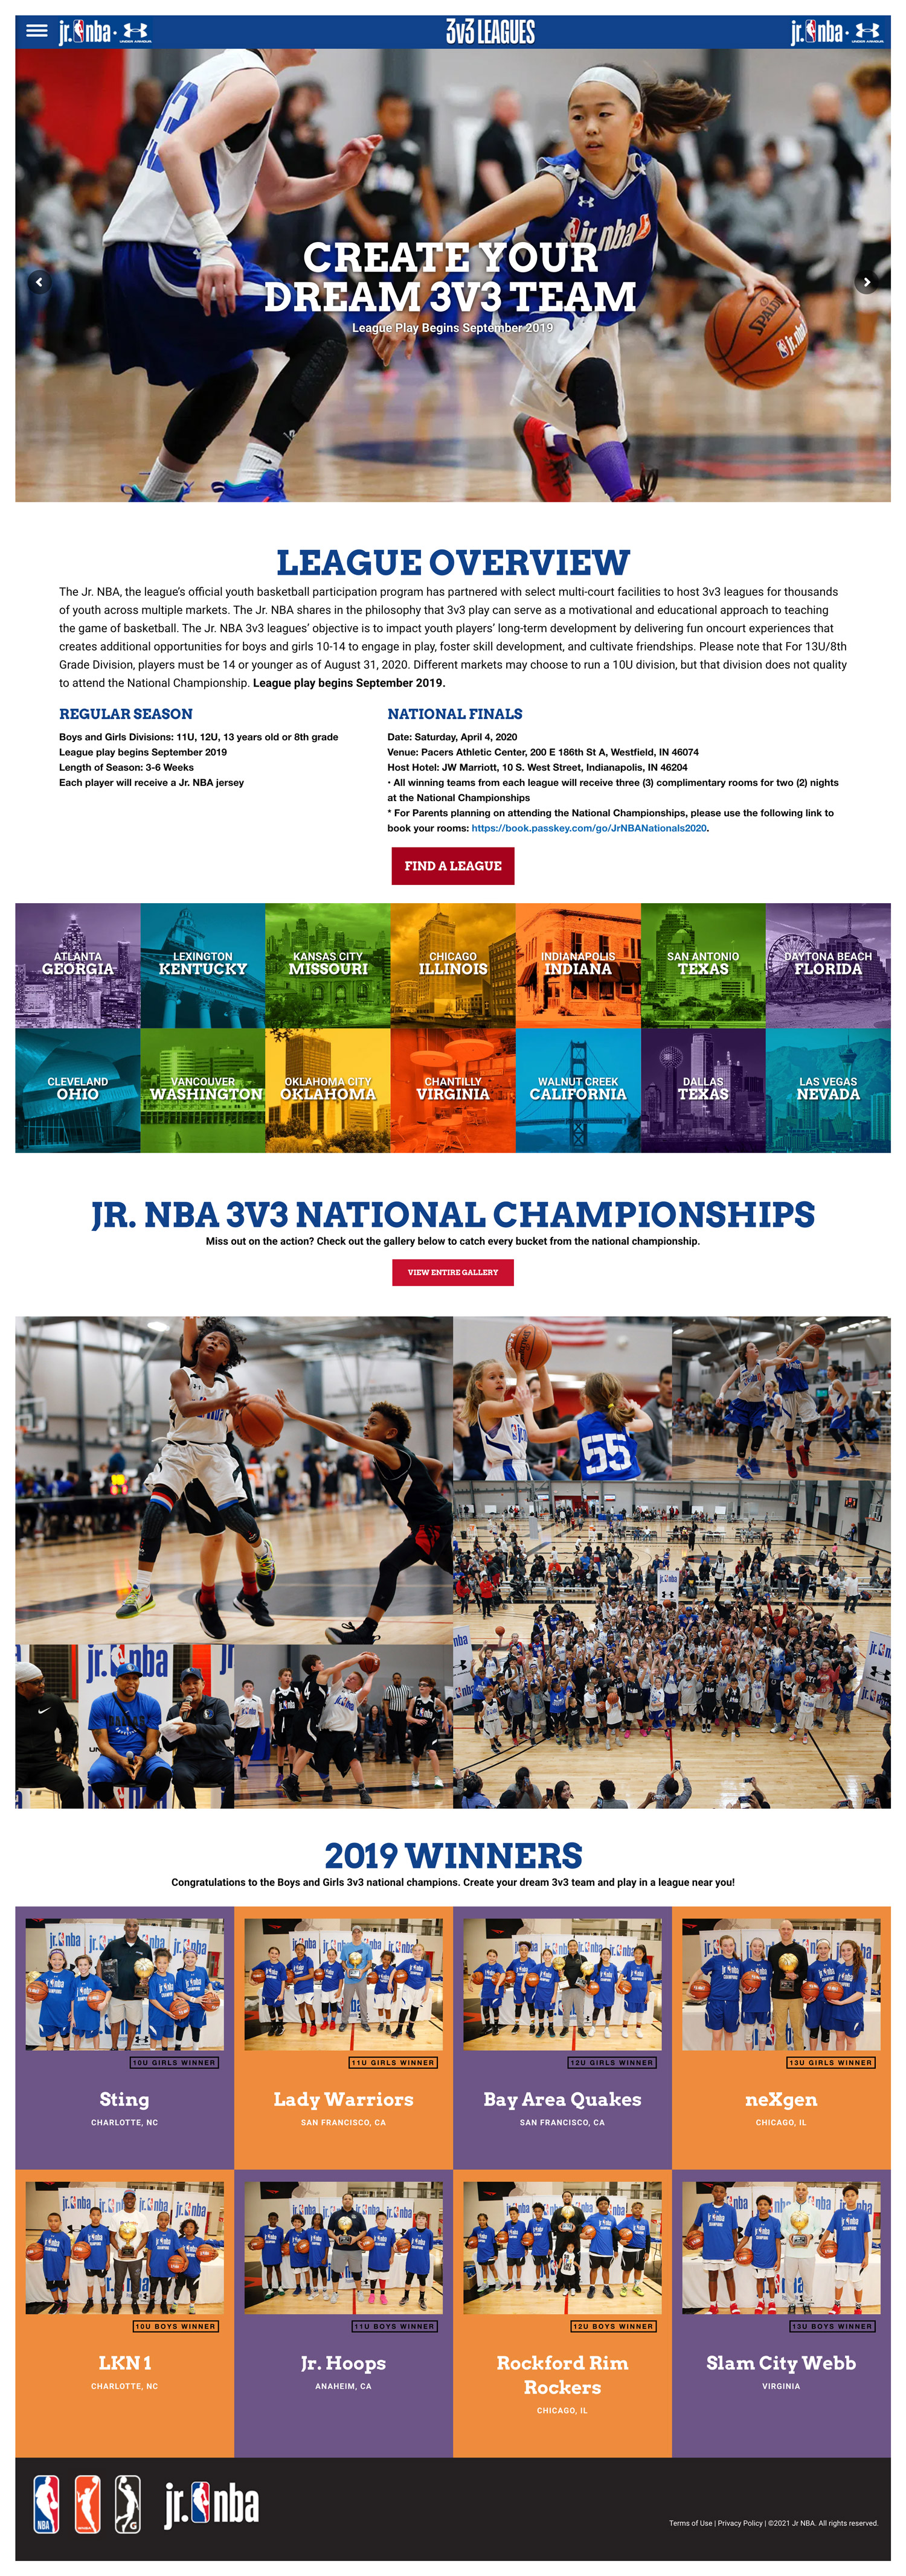 jr.nba · UNDER ARMOUR
3v3 LEAGUES
jr.nba · UNDER ARMOUR
CREATE YOUR
DREAM 3V3 TEAM
League Play Begins September 2019
jr nba
SPALDING
jr.nba
LEAGUE OVERVIEW
The Jr. NBA, the league's official youth basketball participation program has partnered with select multi-court facilities to host 3v3 leagues for thousands
of youth across multiple markets. The Jr. NBA shares in the philosophy that 3v3 play can serve as a motivational and educational approach to teaching
the game of basketball. The Jr. NBA 3v3 leagues' objective is to impact youth players' long-term development by delivering fun oncourt experiences that
creates additional opportunities for boys and girls 10-14 to engage in play, foster skill development, and cultivate friendships. Please note that For 13U/8th
Grade Division, players must be 14 or younger as of August 31, 2020. Different markets may choose to run a 10U division, but that division does not quality
to attend the National Championship. League play begins September 2019.
REGULAR SEASON
Boys and Girls Divisions: 11U, 12U, 13 years old or 8th grade
League play begins September 2019
Length of Season: 3-6 Weeks
Each player will receive a Jr. NBA jersey
NATIONAL FINALS
Date: Saturday, April 4, 2020
Venue: Pacers Athletic Center, 200 E 186th St A, Westfield, IN 46074
Host Hotel: JW Marriott, 10 S. West Street, Indianapolis, IN 46204
• All winning teams from each league will receive three (3) complimentary rooms for two (2) nights
at the National Championships
* For Parents planning on attending the National Championships, please use the following link to
book your rooms: https://book.passkey.com/go/JrNBANationals2020.
FIND A LEAGUE
ATLANTA
GEORGIA
LEXINGTON
KENTUCKY
KANSAS CITY
MISSOURI
CHICAGO
ILLINOIS
INDIANAPOLIS
INDIANA
SAN ANTONIO
TEXAS
DAYTONA BEACH
FLORIDA
CLEVELAND
OHIO
VANCOUVER
WASHINGTON
OKLAHOMA CITY
OKLAHOMA
CHANTILLY
VIRGINIA
WALNUT CREEK
CALIFORNIA
DALLAS
TEXAS
LAS VEGAS
NEVADA
JR. NBA 3V3 NATIONAL CHAMPIONSHIPS
Miss out on the action? Check out the gallery below to catch every bucket from the national championship.
VIEW ENTIRE GALLERY
55
jr.nba
2019 WINNERS
Congratulations to the Boys and Girls 3v3 national champions. Create your dream 3v3 team and play in a league near you!
10U GIRLS WINNER
Sting
CHARLOTTE, NC
11U GIRLS WINNER
Lady Warriors
SAN FRANCISCO, CA
12U GIRLS WINNER
Bay Area Quakes
SAN FRANCISCO, CA
13U GIRLS WINNER
neXgen
CHICAGO, IL
10U BOYS WINNER
LKN 1
CHARLOTTE, NC
11U BOYS WINNER
Jr. Hoops
ANAHEIM, CA
12U BOYS WINNER
Rockford Rim
Rockers
CHICAGO, IL
13U BOYS WINNER
Slam City Webb
VIRGINIA
NBA
G
jr.nba
Terms of Use | Privacy Policy | ©2021 Jr NBA. All rights reserved.